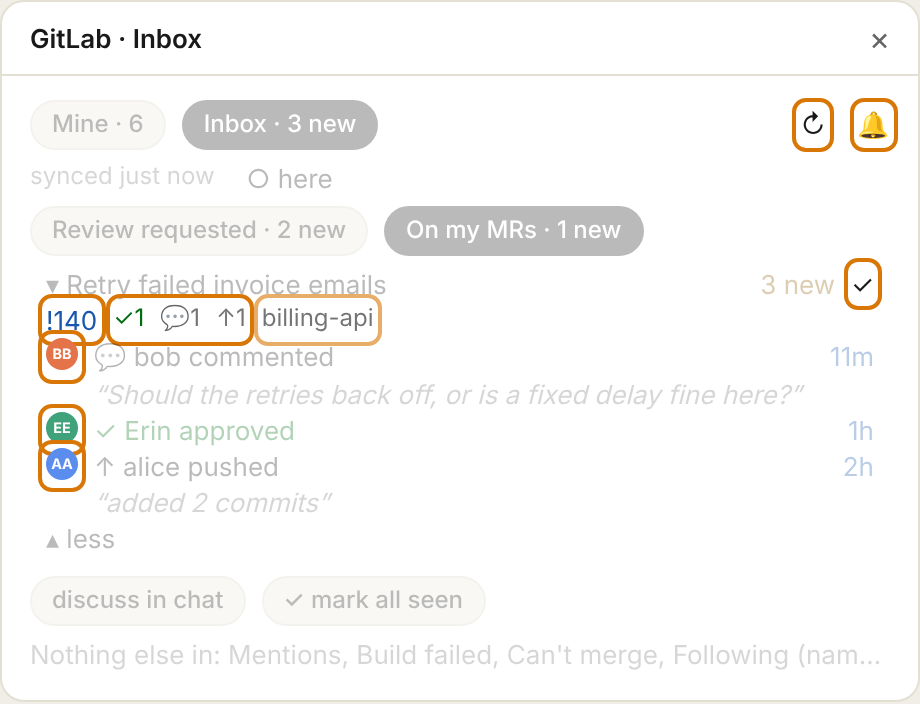 GitLab · Inbox ×
Mine · 6 Inbox · 3 new ↻ 🔔
synced just now ○ here
Review requested · 2 new On my MRs · 1 new
▾ Retry failed invoice emails 3 new ✓
!140 ✓1 💬1 ↑1 billing-api
BB 💬 bob commented 11m
“Should the retries back off, or is a fixed delay fine here?”
EE ✓ Erin approved 1h
AA ↑ alice pushed 2h
“added 2 commits”
▴ less
discuss in chat ✓ mark all seen
Nothing else in: Mentions, Build failed, Can't merge, Following (nam…